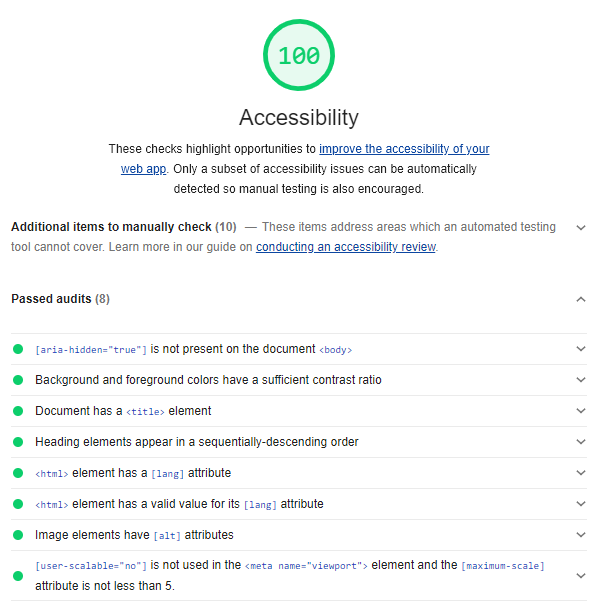 100
Accessibility
These checks highlight opportunities to improve the accessibility of your
web app. Only a subset of accessibility issues can be automatically
detected so manual testing is also encouraged.
Additional items to manually check (10) — These items address areas which an automated testing
tool cannot cover. Learn more in our guide on conducting an accessibility review.
Passed audits (8)
[aria-hidden="true"] is not present on the document <body>
Background and foreground colors have a sufficient contrast ratio
Document has a <title> element
Heading elements appear in a sequentially-descending order
<html> element has a [lang] attribute
<html> element has a valid value for its [lang] attribute
Image elements have [alt] attributes
[user-scalable="no"] is not used in the <meta name="viewport"> element and the [maximum-scale]
attribute is not less than 5.